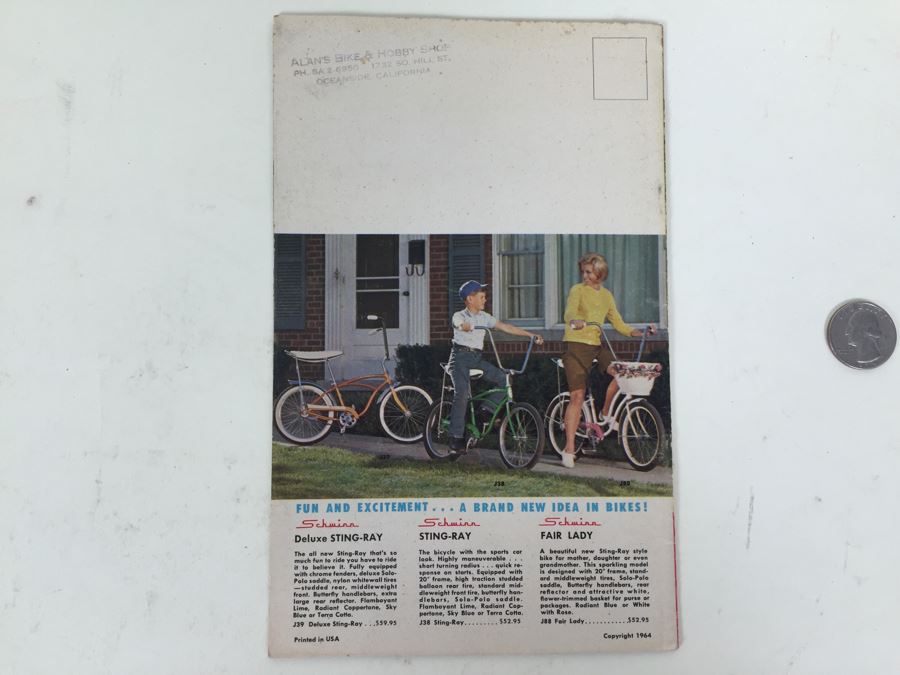 ALAN'S BIKE & HOBBY SHOP
PH. SA 2-6950 1732 SO. HILL ST.
OCEANSIDE, CALIFORNIA
J39
J38
J88
FUN AND EXCITEMENT... A BRAND NEW IDEA IN BIKES!
Schwinn
Deluxe STING-RAY
The all new Sting-Ray that's so
much fun to ride you have to ride
it to believe it. Fully equipped
with chrome fenders, deluxe Solo-
Polo saddle, nylon whitewall tires
—studded rear, middleweight
front. Butterfly handlebars, extra
large rear reflector. Flamboyant
Lime, Radiant Coppertone, Sky
Blue or Terra Cotta.
J39 Deluxe Sting-Ray ...$59.95
Schwinn
STING-RAY
The bicycle with the sports car
look. Highly maneuverable ...
short turning radius ... quick re-
sponse on starts. Equipped with
20" frame, high traction studded
balloon rear tire, standard mid-
dleweight front tire, butterfly han-
dlebars, Solo-Polo saddle.
Flamboyant Lime, Radiant Cop-
pertone, Sky Blue or Terra Cotta.
J38 Sting-Ray.........$52.95
Schwinn
FAIR LADY
A beautiful new Sting-Ray style
bike for mother, daughter or even
grandmother. This sparkling model
is designed with 20" frame, stand-
ard middleweight tires, Solo-Polo
saddle, Butterfly handlebars, rear
reflector and attractive white,
flower-trimmed basket for purse or
packages. Radiant Blue or White
with Rose.
J88 Fair Lady...........$52.95
Printed in USA
Copyright 1964